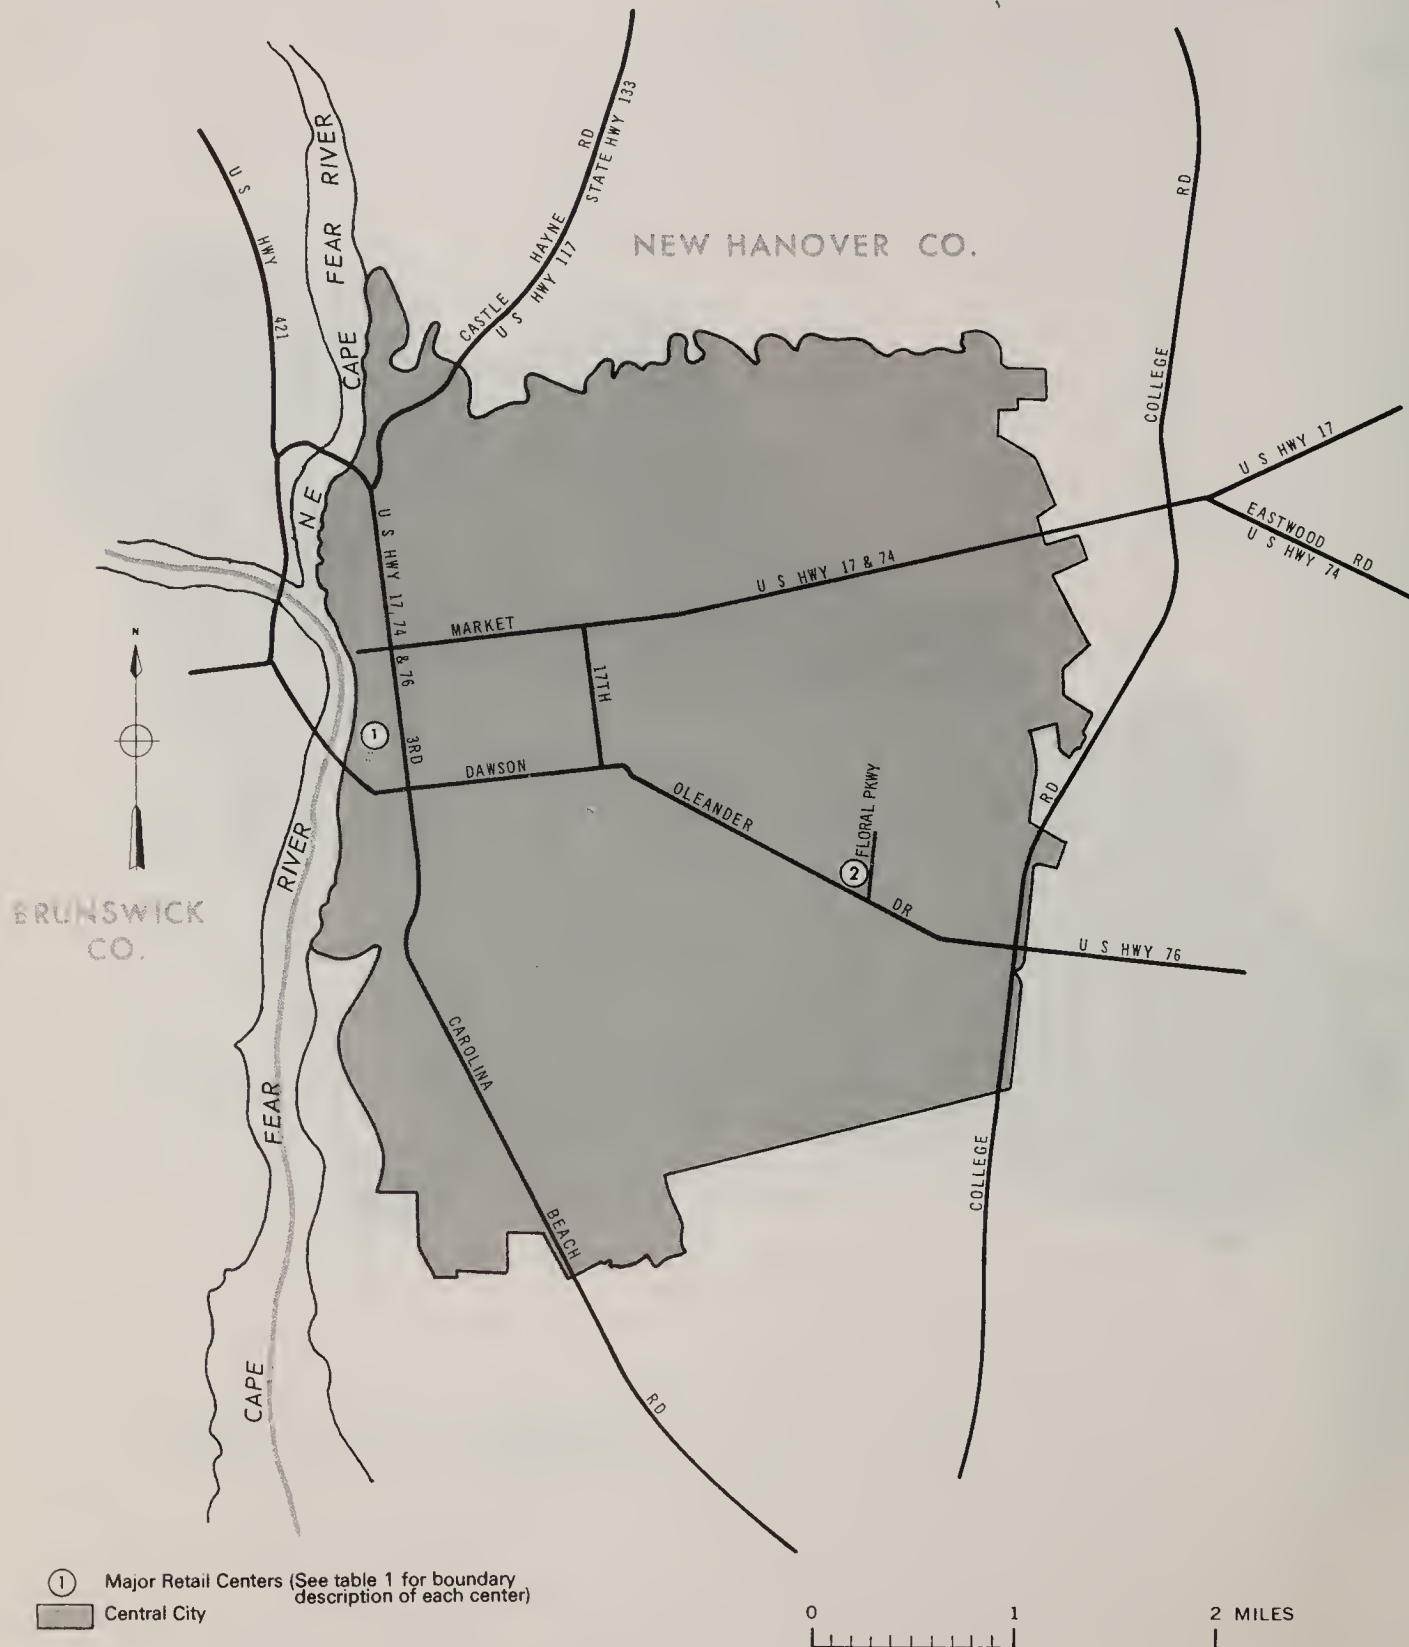 CAPE FEAR RIVER
N E
U S HWY 421
CASTLE HAYNE RD
U S HWY 117 STATE HWY 133
NEW HANOVER CO.
COLLEGE RD
U S HWY 17
EASTWOOD RD
U S HWY 74
U S HWY 17 & 74
MARKET
U S HWY 17, 74 & 76
17TH
3RD
1
N
DAWSON
OLEANDER DR
FLORAL PKWY
2
RD
U S HWY 76
BRUNSWICK
CO.
CAPE FEAR RIVER
CAROLINA BEACH RD
COLLEGE
1 Major Retail Centers (See table 1 for boundary
description of each center)
Central City
0 1 2 MILES